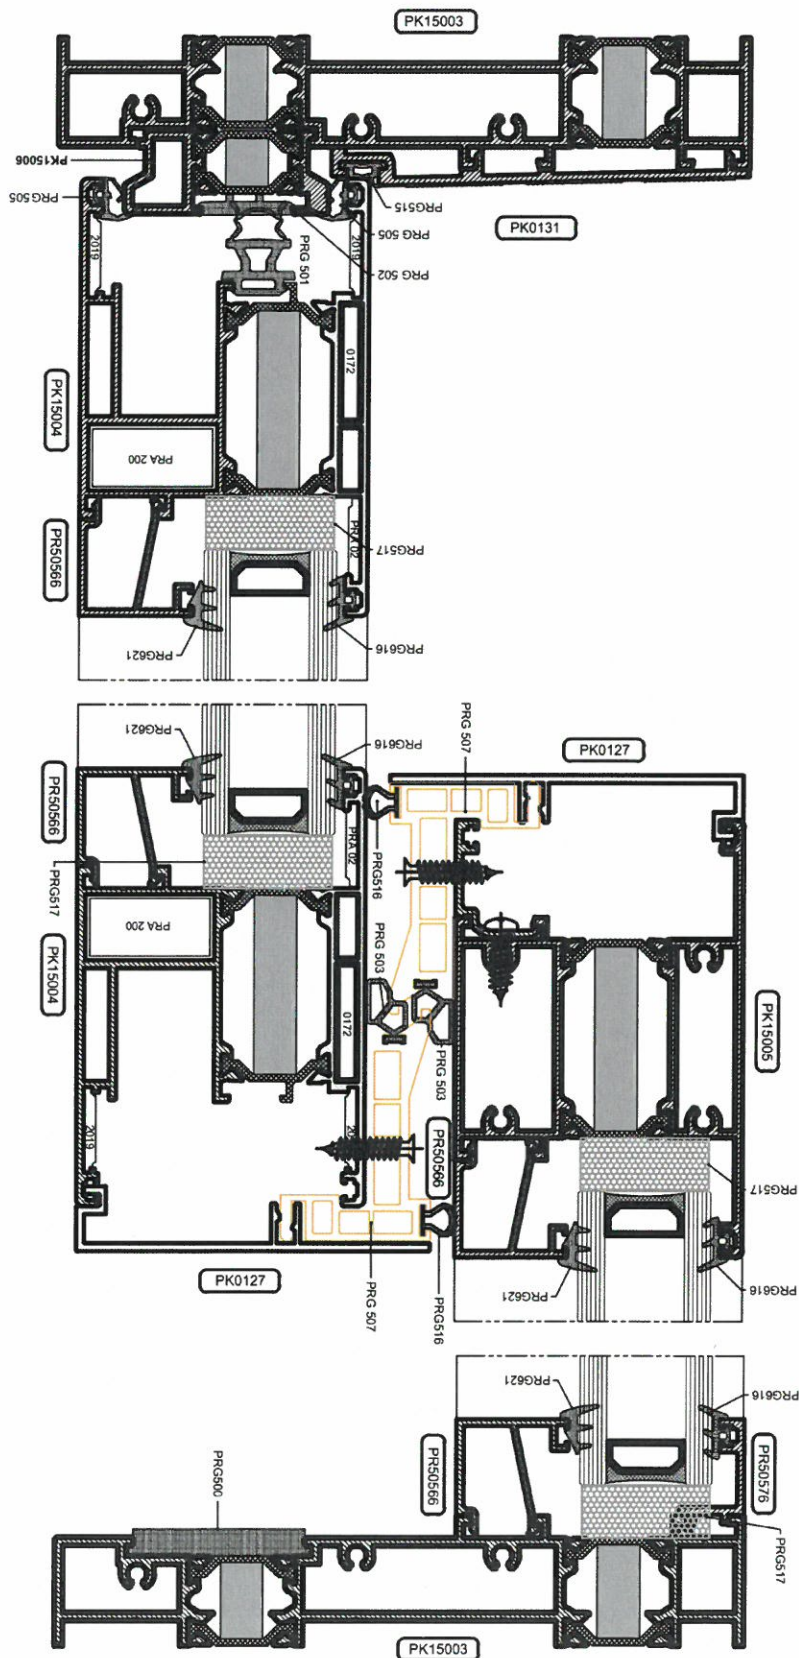 PK15003
PK15006
PRG 505
PRG515
PRG 505
PK0131
PRG 502
2019
PRG 501
2019
0172
PK15004
PRA 200
PRG517
PRA 02
PR50566
PRG621
PRG616
PRG621
PRG616
PRG 507
PK0127
PR50566
PRA 02
PRG516
PRG517
PRA 200
PRG 503
PK15004
0172
PK15005
PRG 503
2019
PR50566
PRG517
PK0127
PRG 507
PRG516
PRG621
PRG616
PRG621
PRG616
PR50566
PR50576
PRG500
PRG517
PK15003